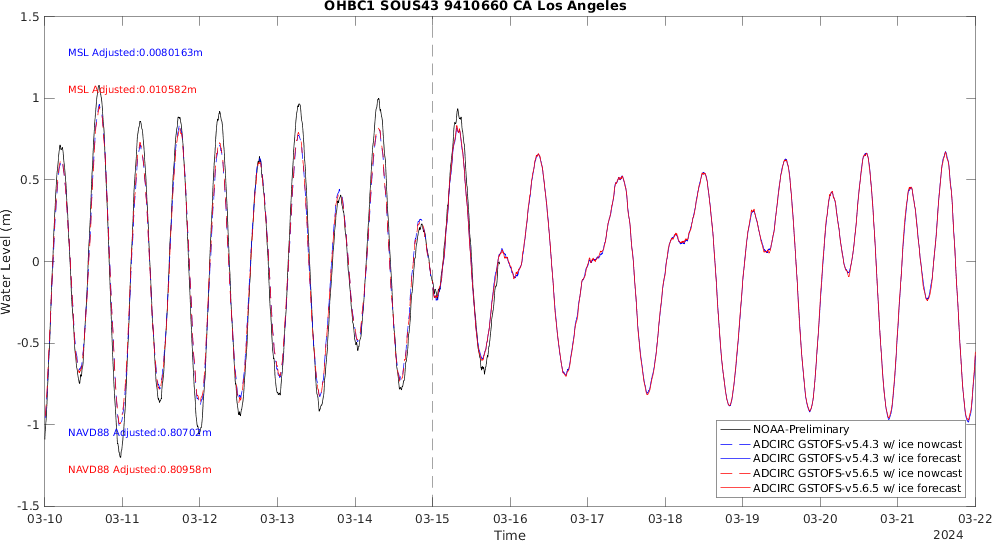 OHBC1 SOUS43 9410660 CA Los Angeles
1.5
1
0.5
0
-0.5
-1
-1.5
Water Level (m)
MSL Adjusted:0.0080163m
MSL Adjusted:0.010582m
NAVD88 Adjusted:0.80702m
NAVD88 Adjusted:0.80958m
NOAA-Preliminary
ADCIRC GSTOFS-v5.4.3 w/ ice nowcast
ADCIRC GSTOFS-v5.4.3 w/ ice forecast
ADCIRC GSTOFS-v5.6.5 w/ ice nowcast
ADCIRC GSTOFS-v5.6.5 w/ ice forecast
03-10 03-11 03-12 03-13 03-14 03-15 03-16 03-17 03-18 03-19 03-20 03-21 03-22
Time
2024